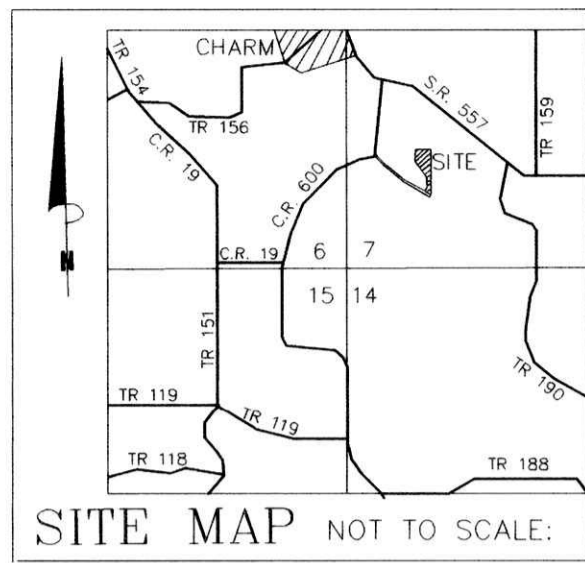 CHARM
TR 154
TR 156
C.R. 19
S.R. 557
TR 159
C.R. 600
SITE
N
C.R. 19
6 7
15 14
TR 151
TR 190
TR 119
TR 119
TR 118
TR 188
SITE MAP NOT TO SCALE: